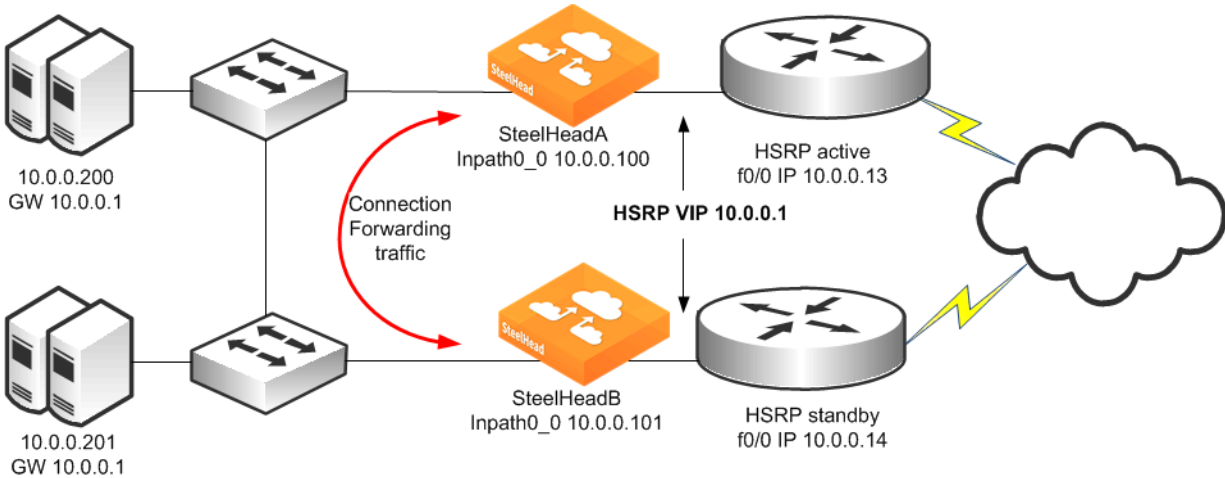 SteelHead
SteelHeadA
Inpath0_0 10.0.0.100
HSRP active
f0/0 IP 10.0.0.13
10.0.0.200
GW 10.0.0.1
Connection
Forwarding
traffic
HSRP VIP 10.0.0.1
SteelHead
SteelHeadB
Inpath0_0 10.0.0.101
HSRP standby
f0/0 IP 10.0.0.14
10.0.0.201
GW 10.0.0.1